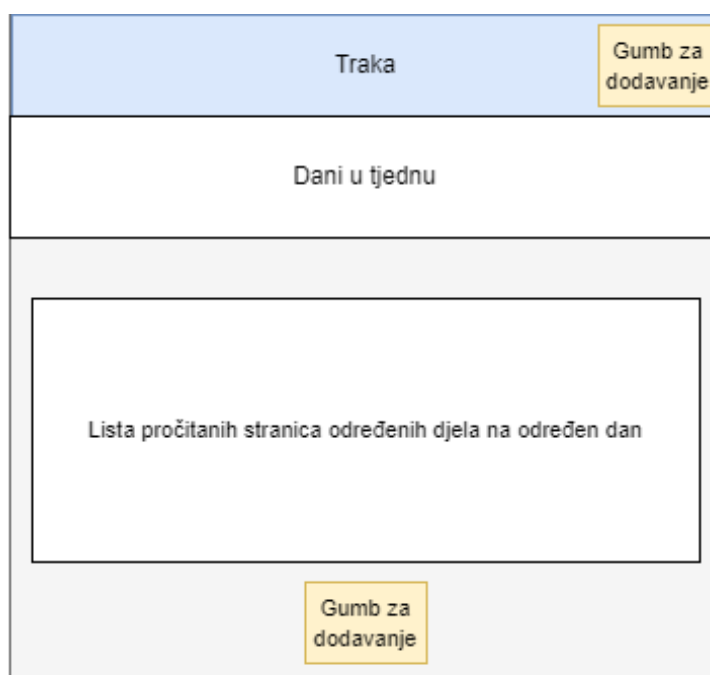 Traka
Gumb za
dodavanje
Dani u tjednu
Lista pročitanih stranica određenih djela na određen dan
Gumb za
dodavanje